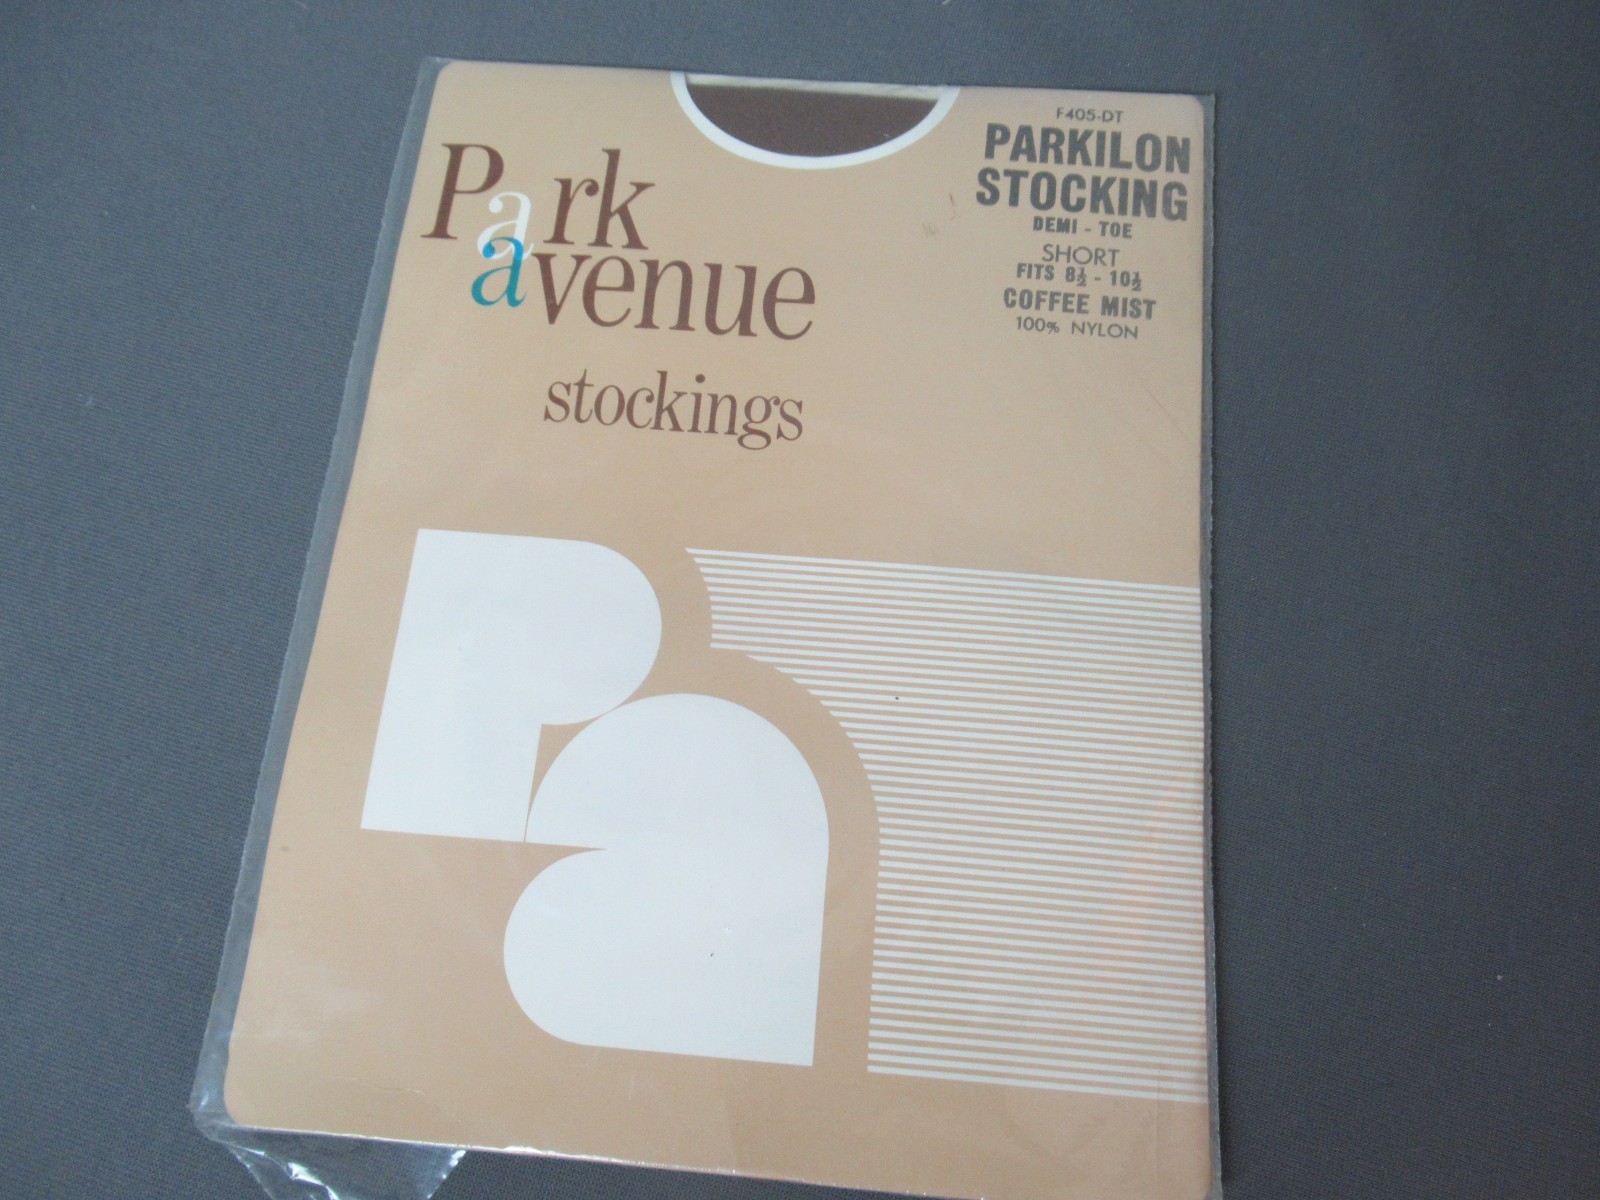 Park
avenue
stockings
F405-DT
PARKILON
STOCKING
DEMI - TOE
SHORT
FITS 8½ - 10½
COFFEE MIST
100% NYLON
Pa